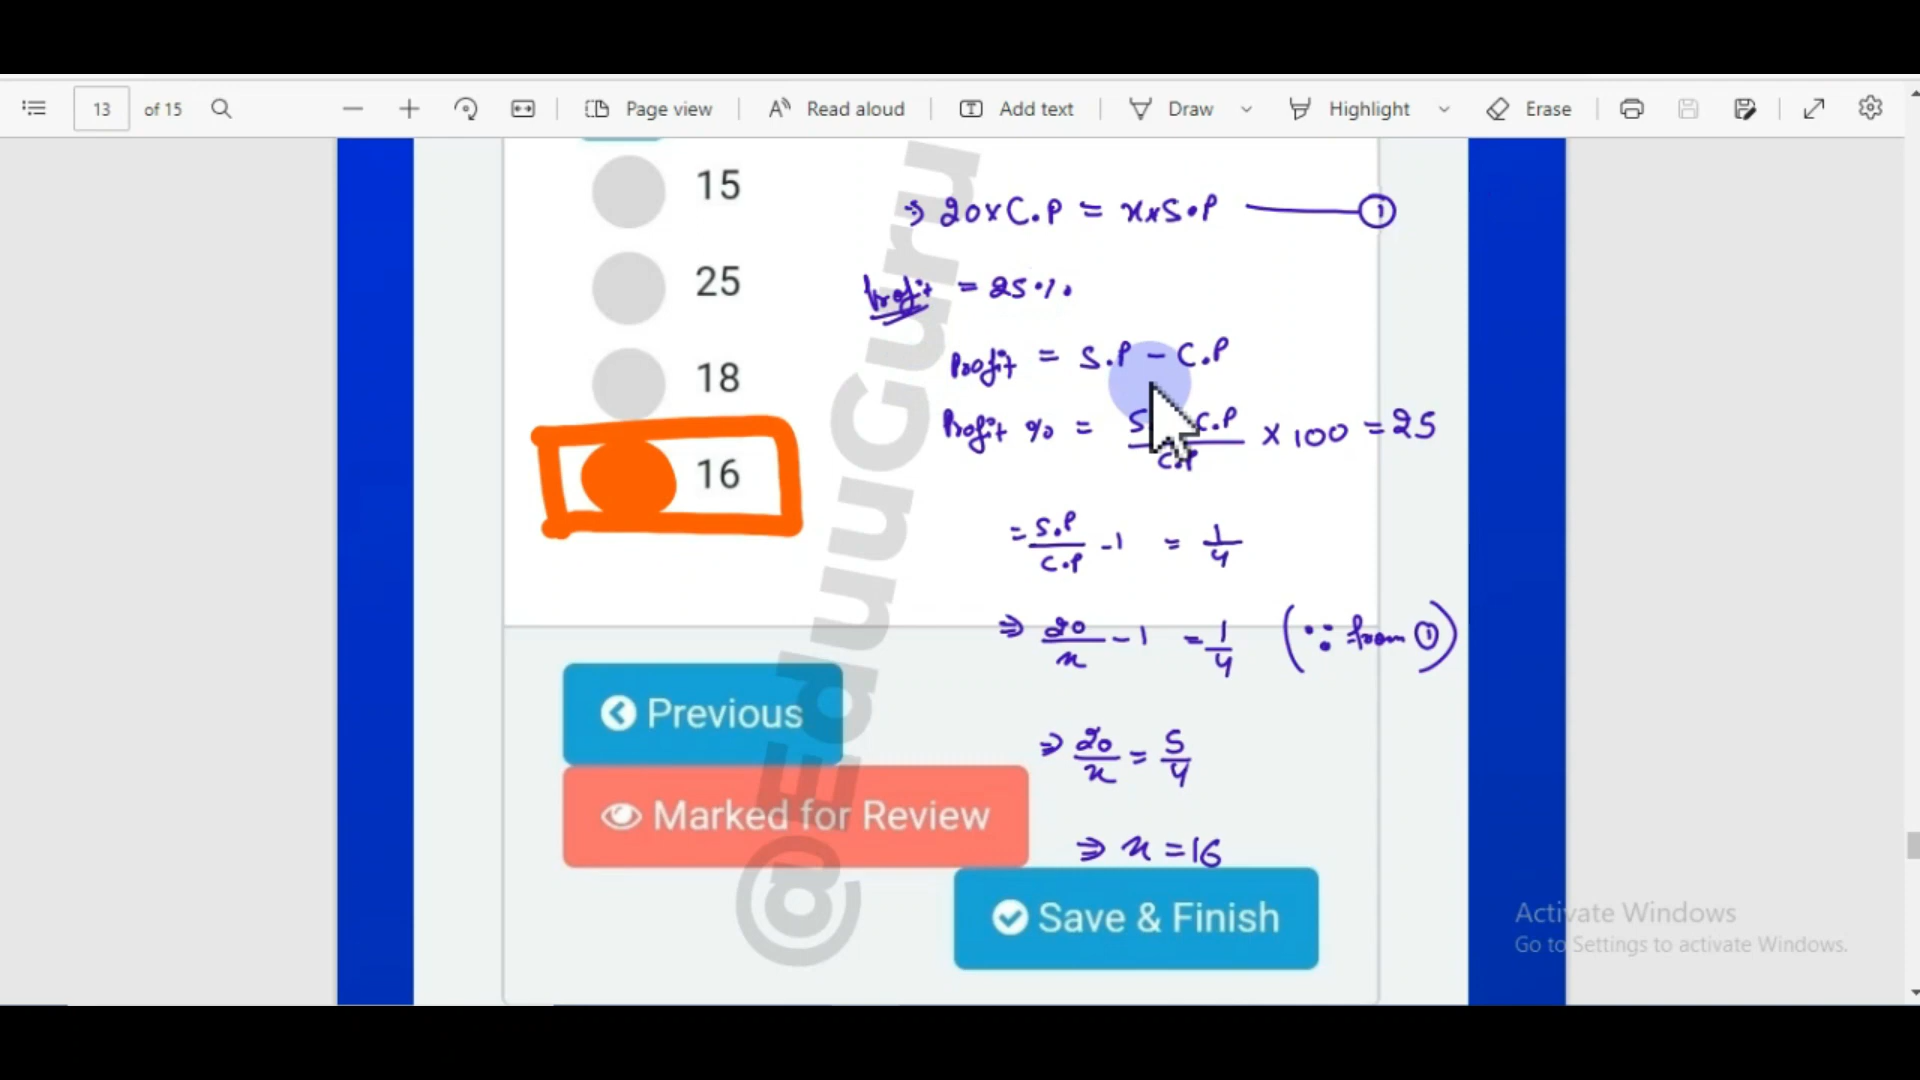 13 of 15 Page view Read aloud Add text Draw Highlight Erase
15
⇒ 20×C.P = x×S.P ①
25
Profit = 25%
18
Profit = S.P - C.P
Profit % = C.P / C.P × 100 = 25
16
= S.P/C.P -1 = 1/4
⇒ 20/x - 1 = 1/4 (∵ from ①)
Previous
⇒ 20/x = 5/4
Marked for Review
⇒ x = 16
Save & Finish
@EduuGuru
Activate Windows
Go to Settings to activate Windows.